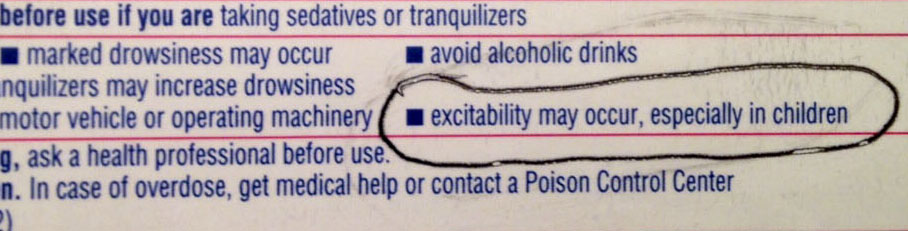 before use if you are taking sedatives or tranquilizers
■ marked drowsiness may occur ■ avoid alcoholic drinks
nquilizers may increase drowsiness
motor vehicle or operating machinery ■ excitability may occur, especially in children
g, ask a health professional before use.
n. In case of overdose, get medical help or contact a Poison Control Center
2)